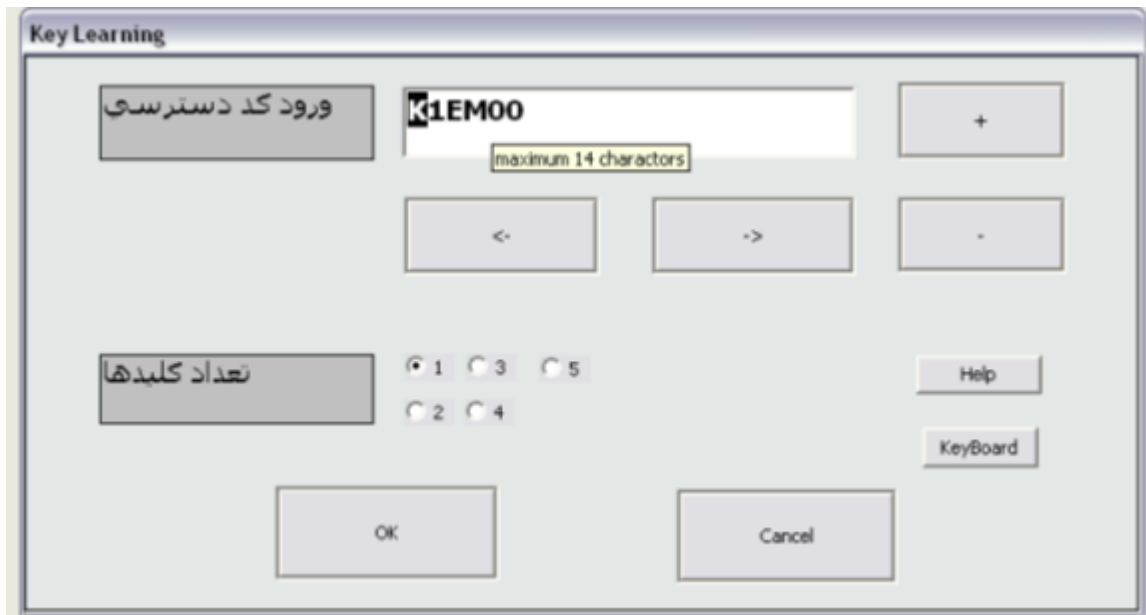 Key Learning
ورود کد دسترسي
K1EM00
+
maximum 14 charactors
<-
->
-
تعداد کلیدها
1 3 5
2 4
Help
KeyBoard
OK
Cancel